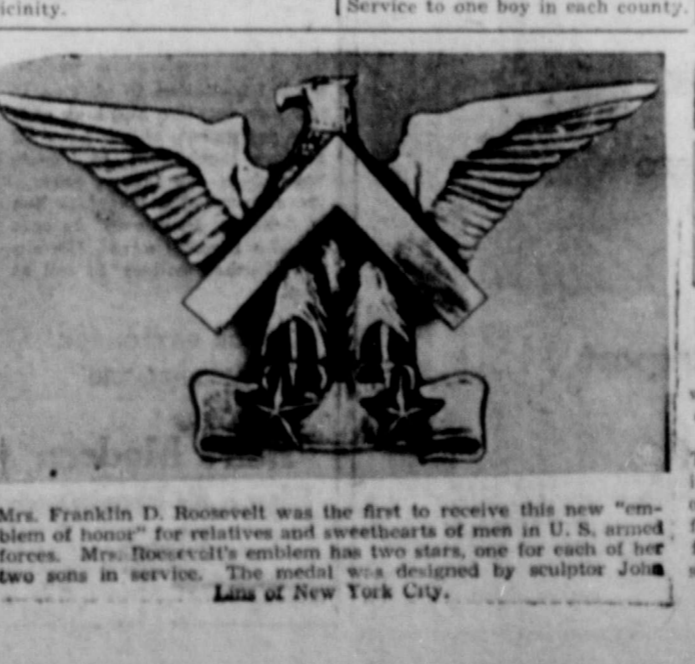 icinity.
Service to one boy in each county.
Mrs. Franklin D. Roosevelt was the first to receive this new "em-
blem of honor" for relatives and sweethearts of men in U. S. armed
forces. Mrs. Roosevelt's emblem has two stars, one for each of her
two sons in service. The medal was designed by sculptor John
Lins of New York City.